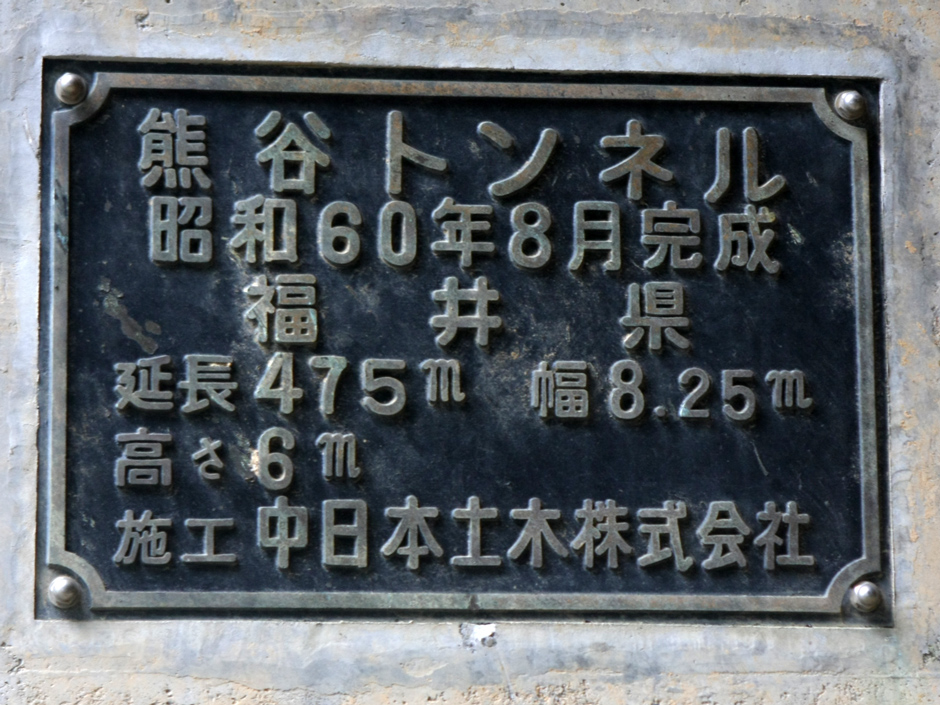 熊谷トンネル
昭和60年8月完成
福井県
延長475m 幅8.25m
高さ6m
施工中日本土木株式会社